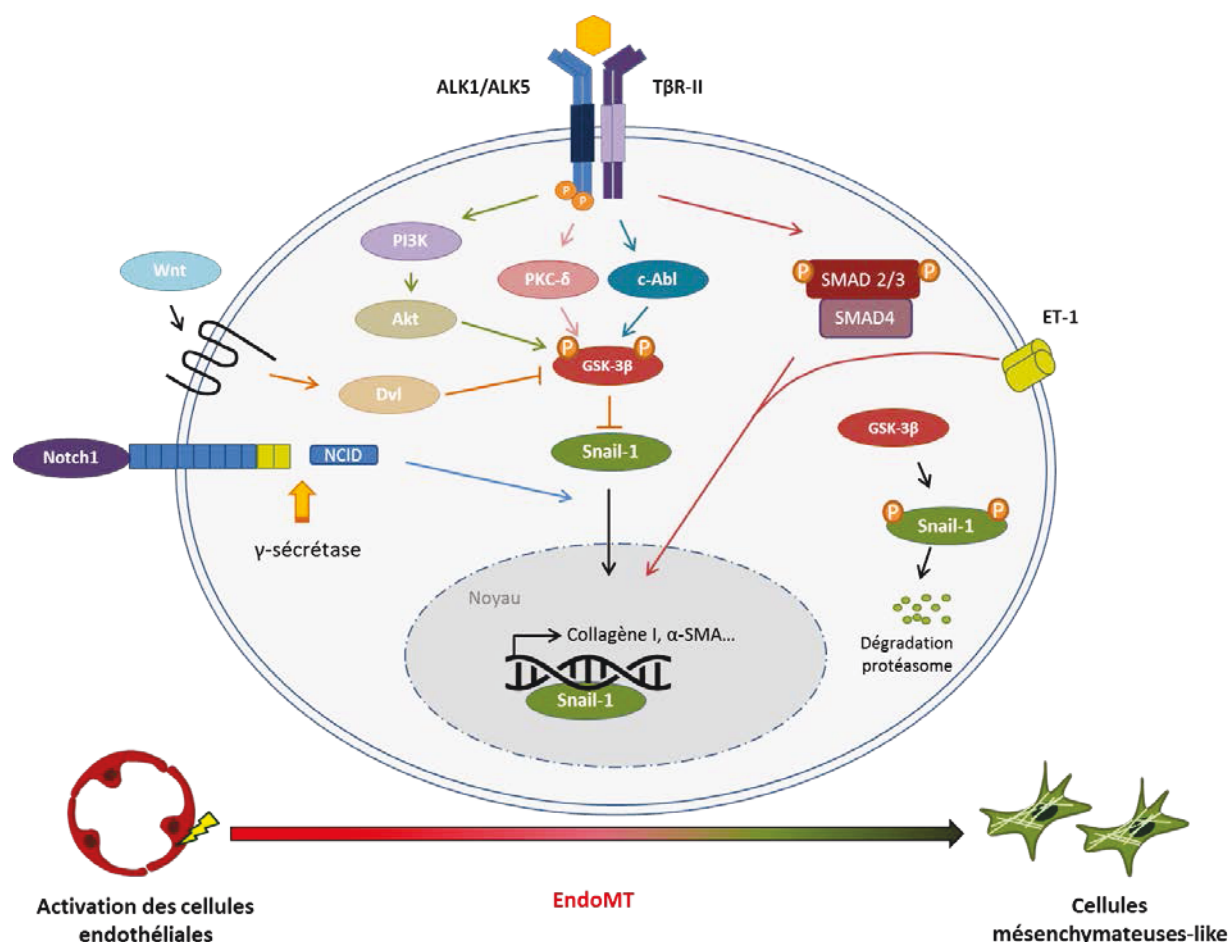 ALK1/ALK5
TβR-II
P
P
PI3K
Wnt
PKC-δ
c-Abl
P
P
SMAD 2/3
SMAD4
Akt
ET-1
P
P
GSK-3β
Dvl
GSK-3β
Snail-1
Notch1
NCID
P
P
Snail-1
γ-sécrétase
Noyau
Collagène I, α-SMA...
Dégradation
protéasome
Snail-1
EndoMT
Activation des cellules
endothéliales
Cellules
mésenchymateuses-like